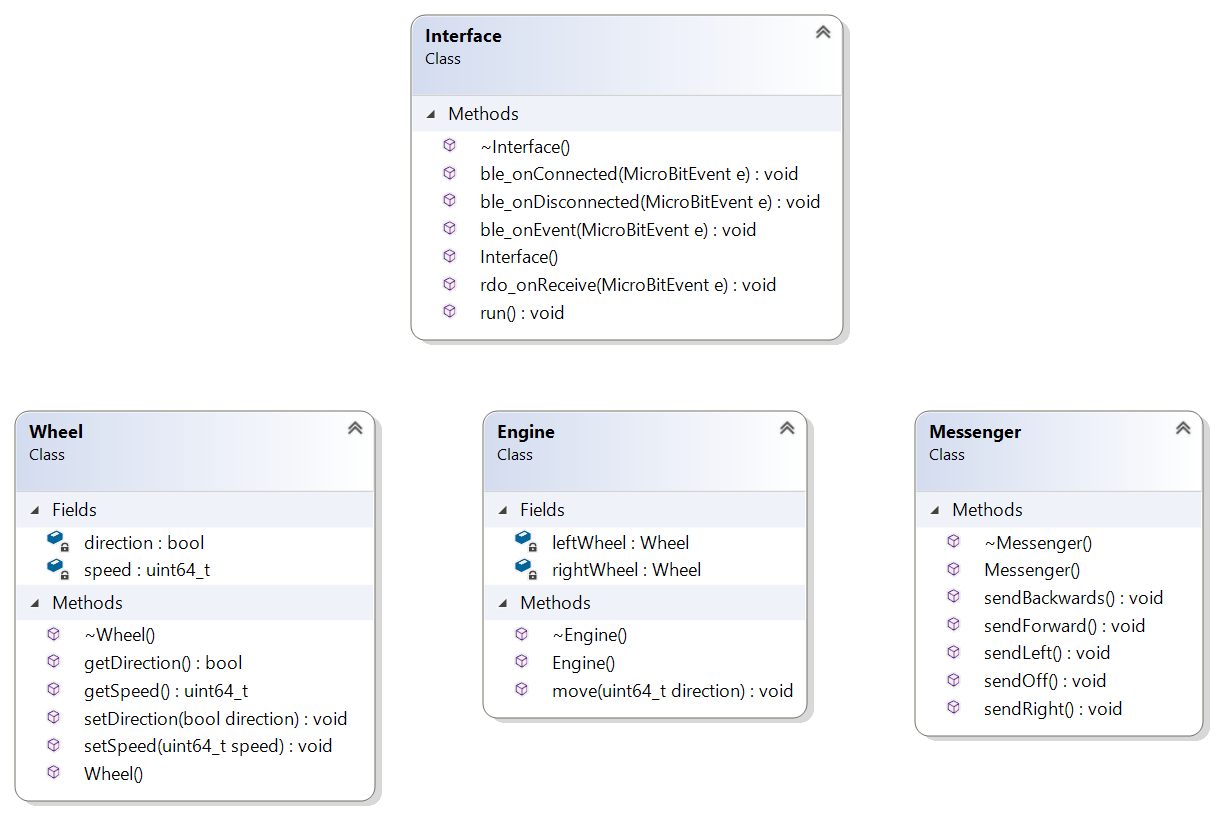 Interface
Class
Methods
~Interface()
ble_onConnected(MicroBitEvent e) : void
ble_onDisconnected(MicroBitEvent e) : void
ble_onEvent(MicroBitEvent e) : void
Interface()
rdo_onReceive(MicroBitEvent e) : void
run() : void
Wheel
Class
Fields
direction : bool
speed : uint64_t
Methods
~Wheel()
getDirection() : bool
getSpeed() : uint64_t
setDirection(bool direction) : void
setSpeed(uint64_t speed) : void
Wheel()
Engine
Class
Fields
leftWheel : Wheel
rightWheel : Wheel
Methods
~Engine()
Engine()
move(uint64_t direction) : void
Messenger
Class
Methods
~Messenger()
Messenger()
sendBackwards() : void
sendForward() : void
sendLeft() : void
sendOff() : void
sendRight() : void